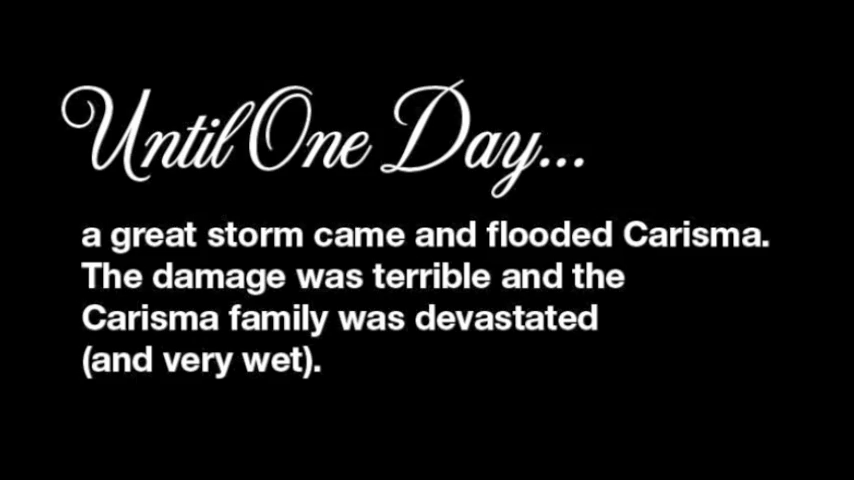 Until One Day...
a great storm came and flooded Carisma.
The damage was terrible and the
Carisma family was devastated
(and very wet).